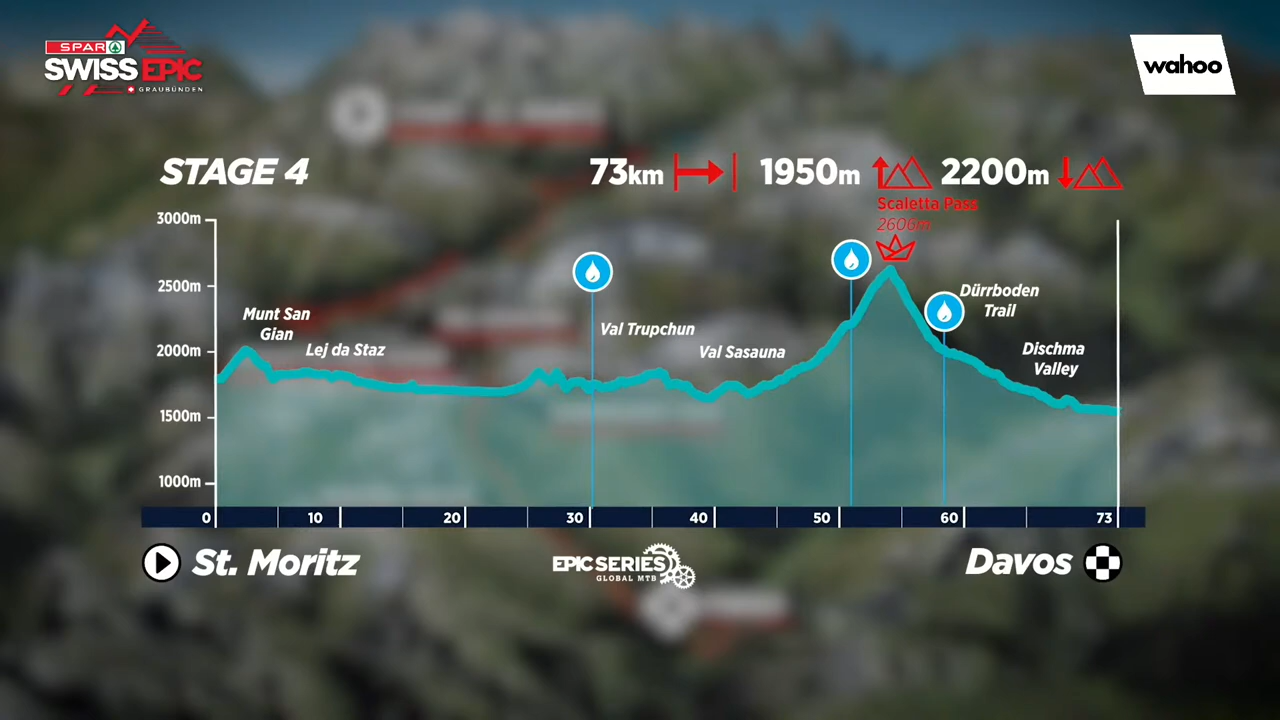 SPAR
SWISS EPIC
GRAUBÜNDEN
wahoo
STAGE 4
73km
1950m
2200m
Scaletta Pass
2606m
3000m
2500m
2000m
1500m
1000m
Munt San
Gian
Lej da Staz
Val Trupchun
Val Sasauna
Dürrboden
Trail
Dischma
Valley
0 10 20 30 40 50 60 73
St. Moritz
EPIC SERIES
GLOBAL MTB
Davos